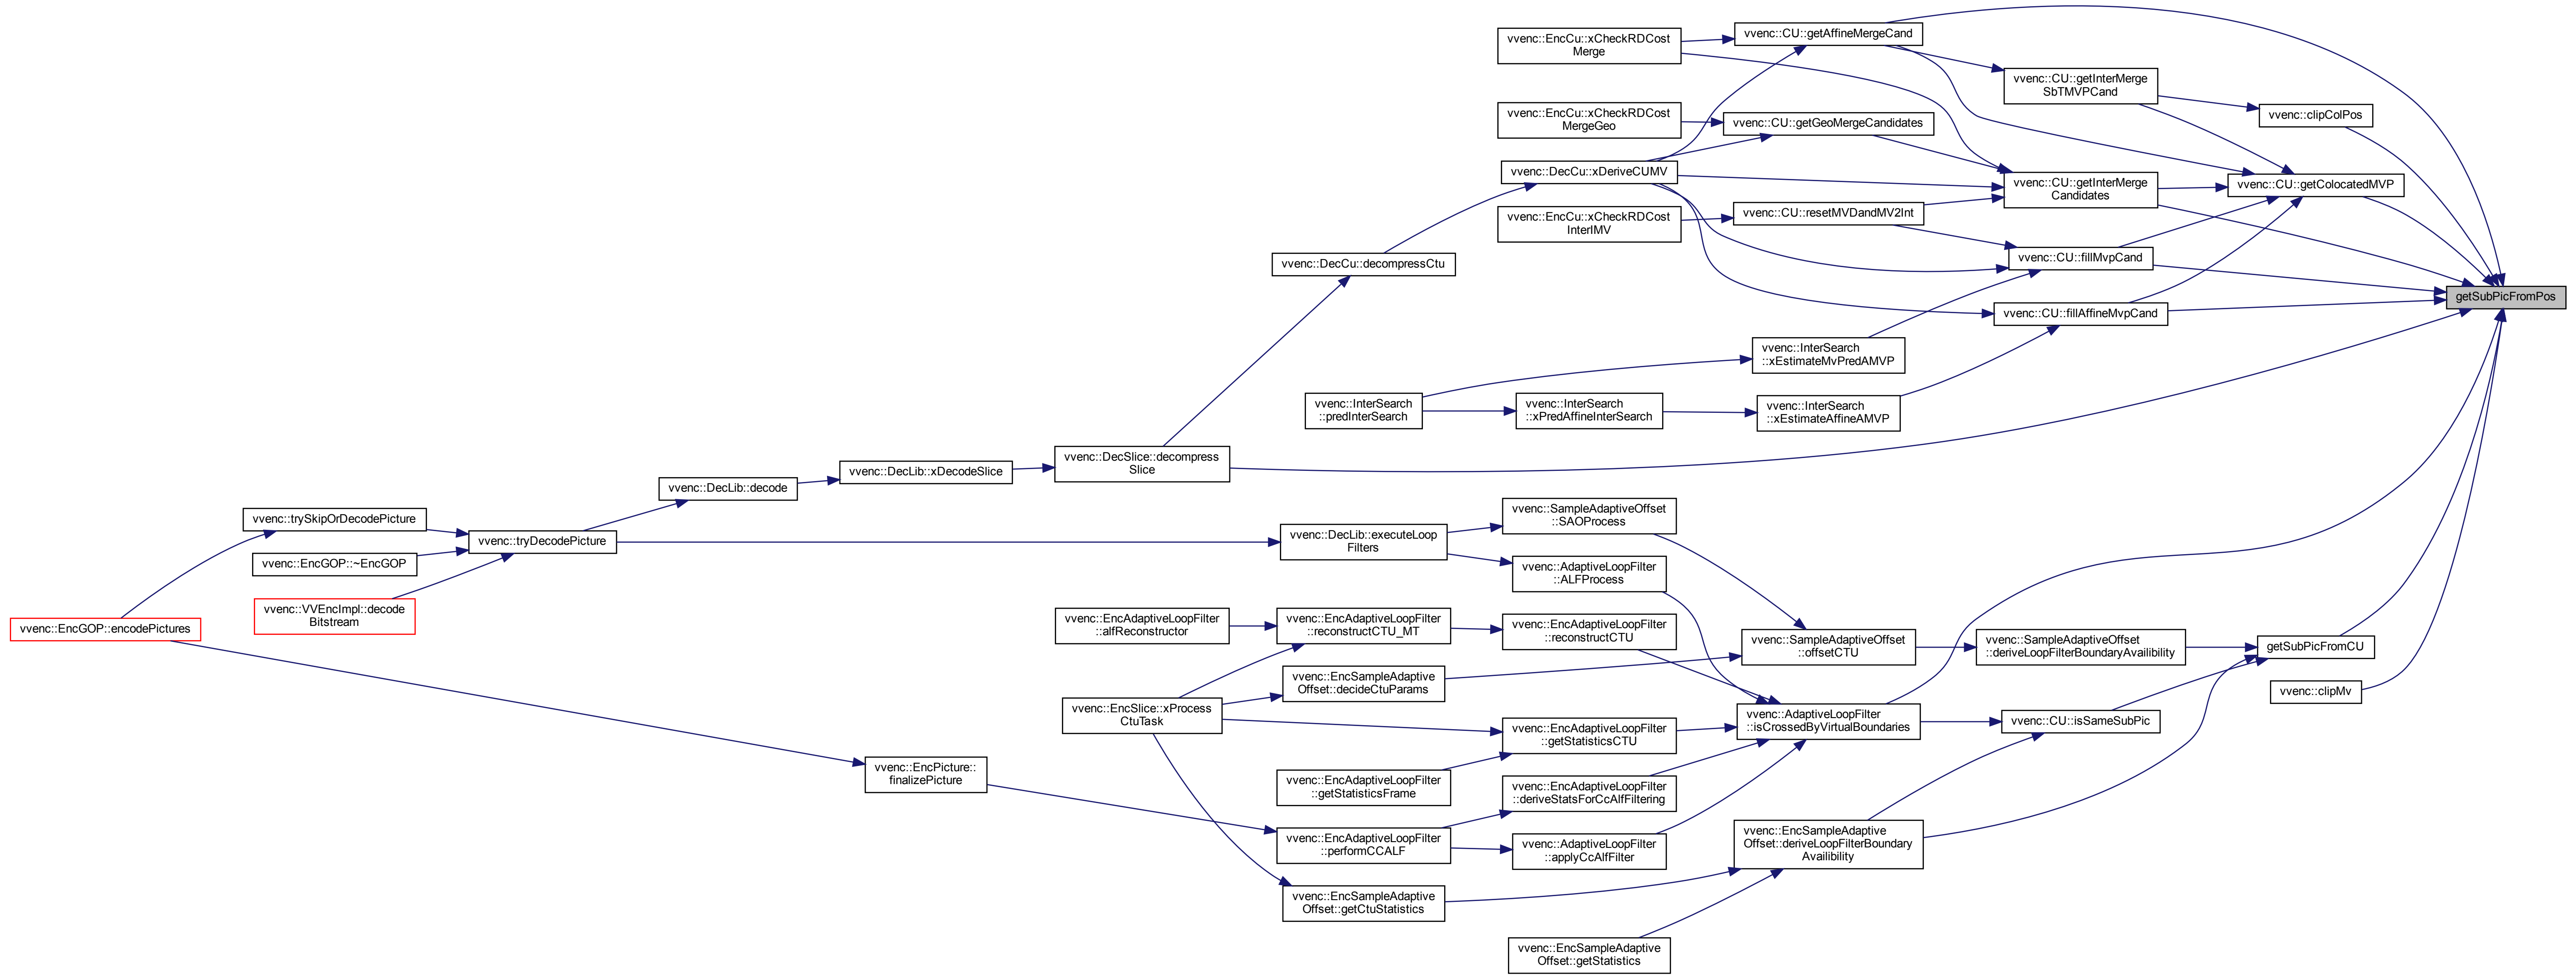 vvenc::EncCu::xCheckRDCost
Merge
vvenc::CU::getAffineMergeCand
vvenc::CU::getInterMerge
SbTMVPCand
vvenc::clipColPos
vvenc::EncCu::xCheckRDCost
MergeGeo
vvenc::CU::getGeoMergeCandidates
vvenc::DecCu::xDeriveCUMV
vvenc::CU::getInterMerge
Candidates
vvenc::CU::getColocatedMVP
vvenc::EncCu::xCheckRDCost
InterIMV
vvenc::CU::resetMVDandMV2Int
vvenc::DecCu::decompressCtu
vvenc::CU::fillMvpCand
getSubPicFromPos
vvenc::CU::fillAffineMvpCand
vvenc::InterSearch
::xEstimateMvPredAMVP
vvenc::InterSearch
::predInterSearch
vvenc::InterSearch
::xPredAffineInterSearch
vvenc::InterSearch
::xEstimateAffineAMVP
vvenc::DecSlice::decompress
Slice
vvenc::DecLib::xDecodeSlice
vvenc::DecLib::decode
vvenc::trySkipOrDecodePicture
vvenc::tryDecodePicture
vvenc::EncGOP::~EncGOP
vvenc::VVEncImpl::decode
Bitstream
vvenc::EncGOP::encodePictures
vvenc::DecLib::executeLoop
Filters
vvenc::SampleAdaptiveOffset
::SAOProcess
vvenc::AdaptiveLoopFilter
::ALFProcess
vvenc::EncAdaptiveLoopFilter
::alfReconstructor
vvenc::EncAdaptiveLoopFilter
::reconstructCTU_MT
vvenc::EncAdaptiveLoopFilter
::reconstructCTU
vvenc::SampleAdaptiveOffset
::offsetCTU
vvenc::SampleAdaptiveOffset
::deriveLoopFilterBoundaryAvailibility
getSubPicFromCU
vvenc::EncSampleAdaptive
Offset::decideCtuParams
vvenc::clipMv
vvenc::EncSlice::xProcess
CtuTask
vvenc::EncAdaptiveLoopFilter
::getStatisticsCTU
vvenc::AdaptiveLoopFilter
::isCrossedByVirtualBoundaries
vvenc::CU::isSameSubPic
vvenc::EncPicture::
finalizePicture
vvenc::EncAdaptiveLoopFilter
::getStatisticsFrame
vvenc::EncAdaptiveLoopFilter
::deriveStatsForCcAlfFiltering
vvenc::EncAdaptiveLoopFilter
::performCCALF
vvenc::AdaptiveLoopFilter
::applyCcAlfFilter
vvenc::EncSampleAdaptive
Offset::deriveLoopFilterBoundary
Availibility
vvenc::EncSampleAdaptive
Offset::getCtuStatistics
vvenc::EncSampleAdaptive
Offset::getStatistics